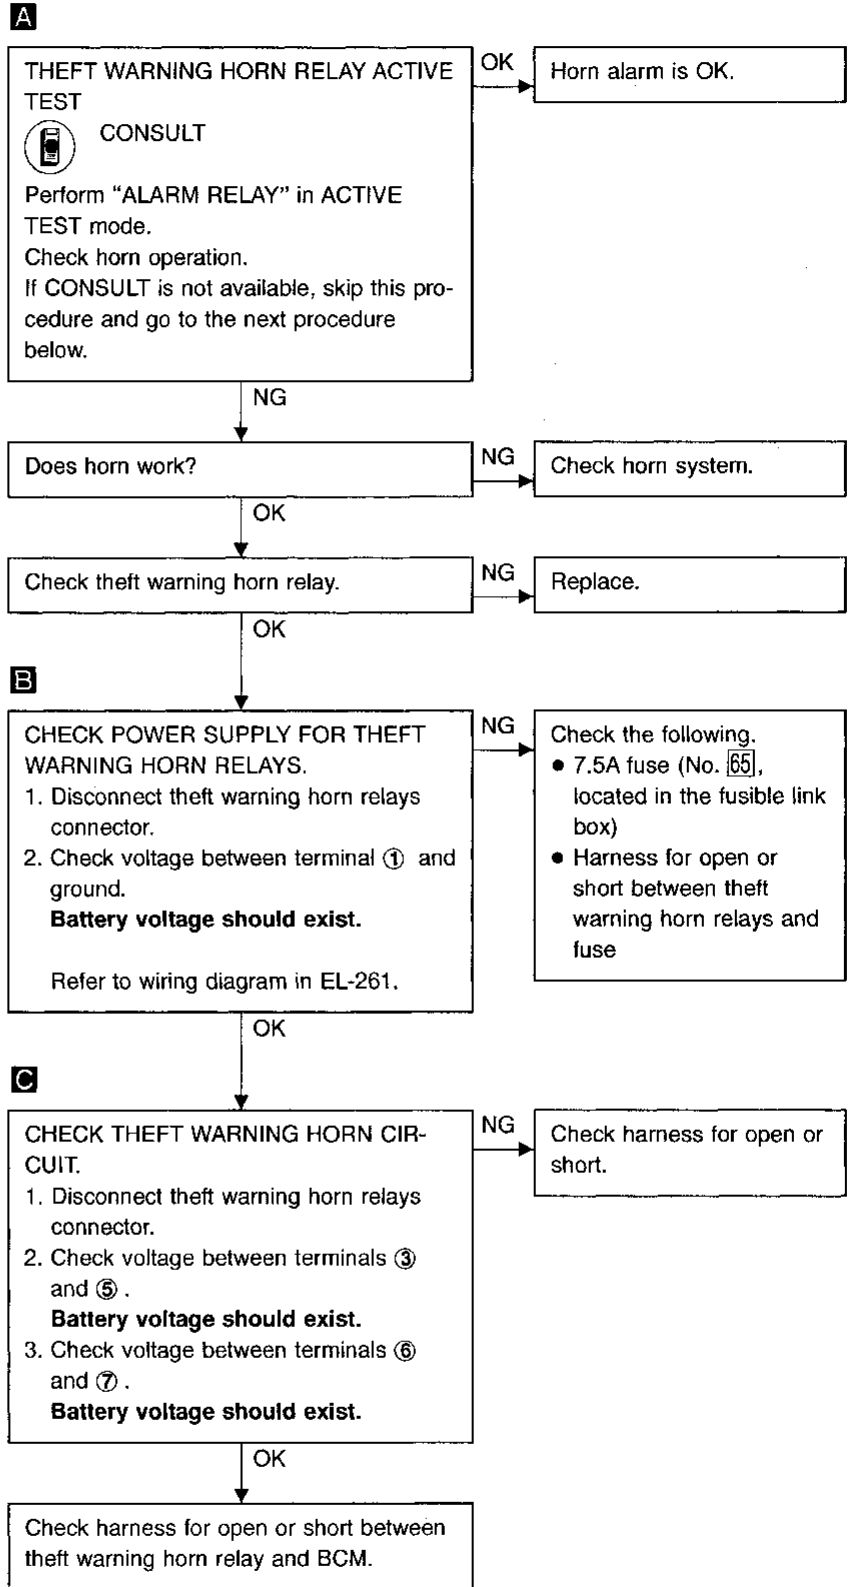 A
THEFT WARNING HORN RELAY ACTIVE
TEST
CONSULT
Perform “ALARM RELAY” in ACTIVE
TEST mode.
Check horn operation.
If CONSULT is not available, skip this pro-
cedure and go to the next procedure
below.
OK
Horn alarm is OK.
NG
Does horn work?
NG
Check horn system.
OK
Check theft warning horn relay.
NG
Replace.
OK
B
CHECK POWER SUPPLY FOR THEFT
WARNING HORN RELAYS.
1. Disconnect theft warning horn relays
connector.
2. Check voltage between terminal ① and
ground.
Battery voltage should exist.
Refer to wiring diagram in EL-261.
NG
Check the following.
● 7.5A fuse (No. 65,
located in the fusible link
box)
● Harness for open or
short between theft
warning horn relays and
fuse
OK
C
CHECK THEFT WARNING HORN CIR-
CUIT.
1. Disconnect theft warning horn relays
connector.
2. Check voltage between terminals ③
and ⑤ .
Battery voltage should exist.
3. Check voltage between terminals ⑥
and ⑦ .
Battery voltage should exist.
NG
Check harness for open or
short.
OK
Check harness for open or short between
theft warning horn relay and BCM.